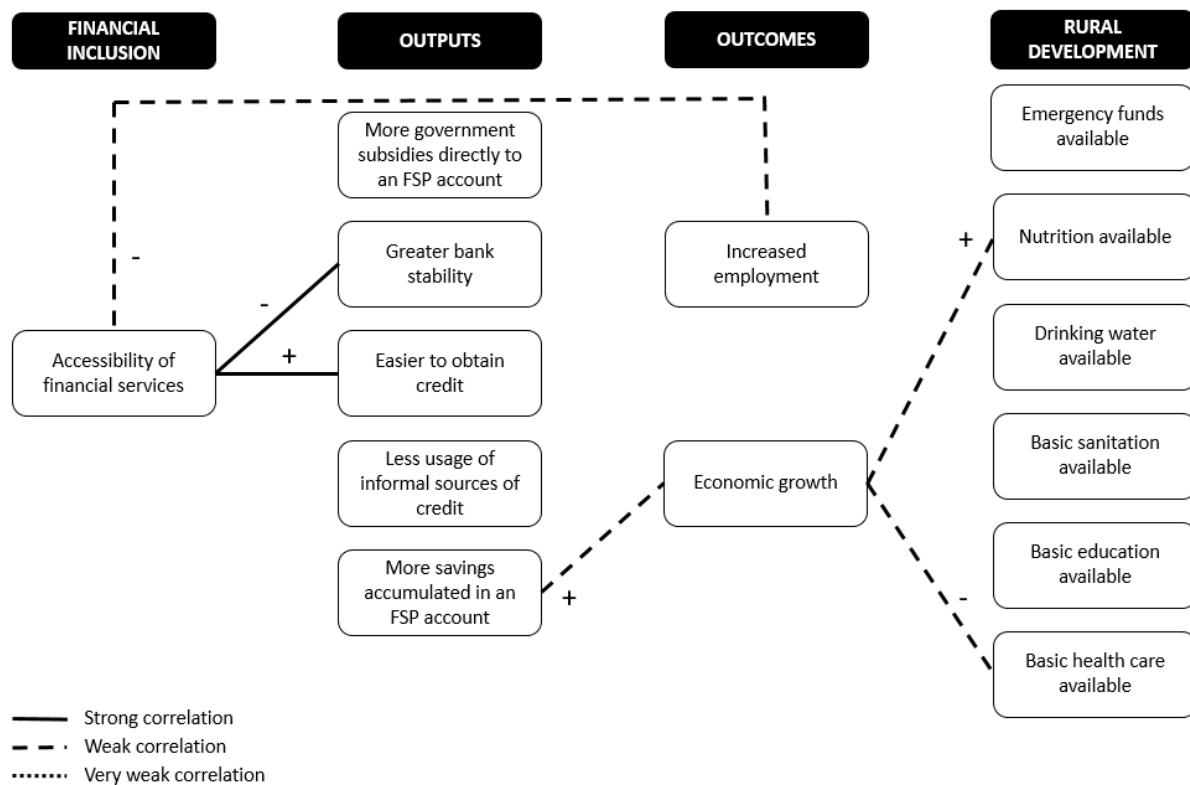 FINANCIAL
INCLUSION
OUTPUTS
OUTCOMES
RURAL
DEVELOPMENT
More government
subsidies directly to
an FSP account
Emergency funds
available
Greater bank
stability
Increased
employment
Nutrition available
+
-
-
+
Accessibility of
financial services
Easier to obtain
credit
Drinking water
available
Less usage of
informal sources of
credit
Economic growth
Basic sanitation
available
More savings
accumulated in an
FSP account
+
Basic education
available
-
Basic health care
available
Strong correlation
Weak correlation
Very weak correlation